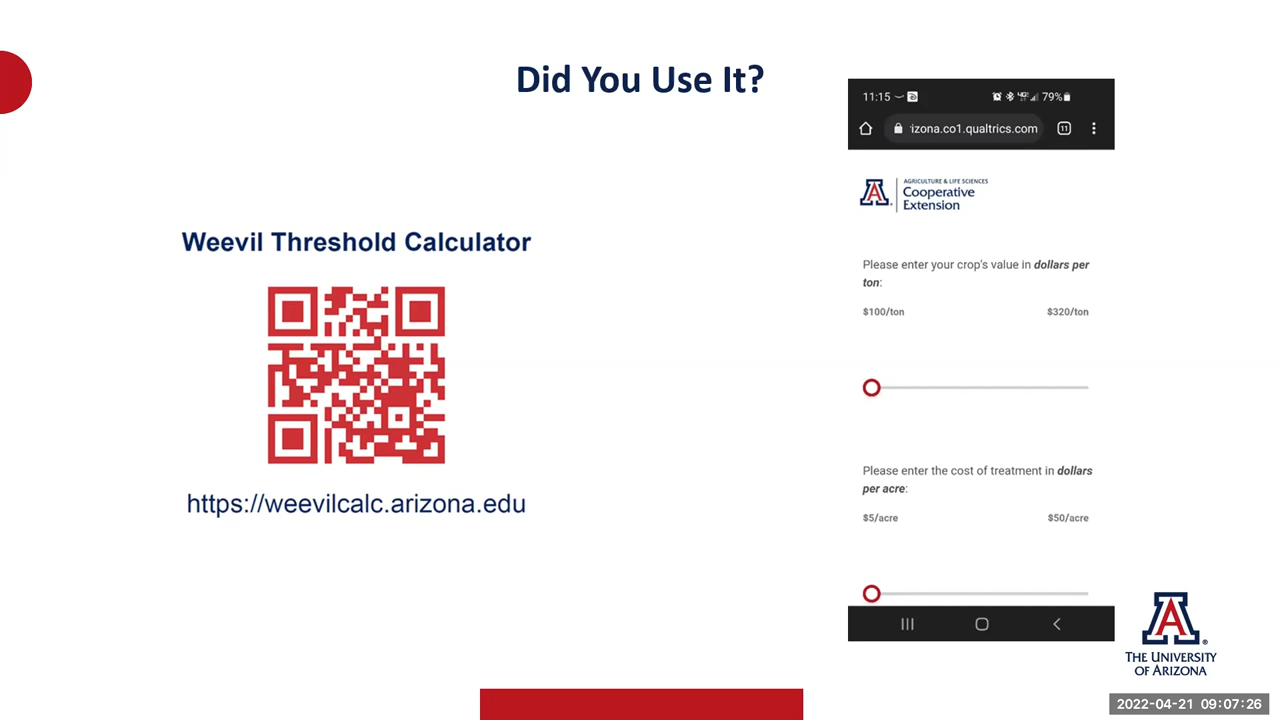 Did You Use It?
Weevil Threshold Calculator
https://weevilcalc.arizona.edu
11:15
79%
izona.co1.qualtrics.com
11
AGRICULTURE & LIFE SCIENCES
Cooperative
Extension
Please enter your crop's value in dollars per
ton:
$100/ton $320/ton
Please enter the cost of treatment in dollars
per acre:
$5/acre $50/acre
A
THE UNIVERSITY
OF ARIZONA
2022-04-21 09:07:26